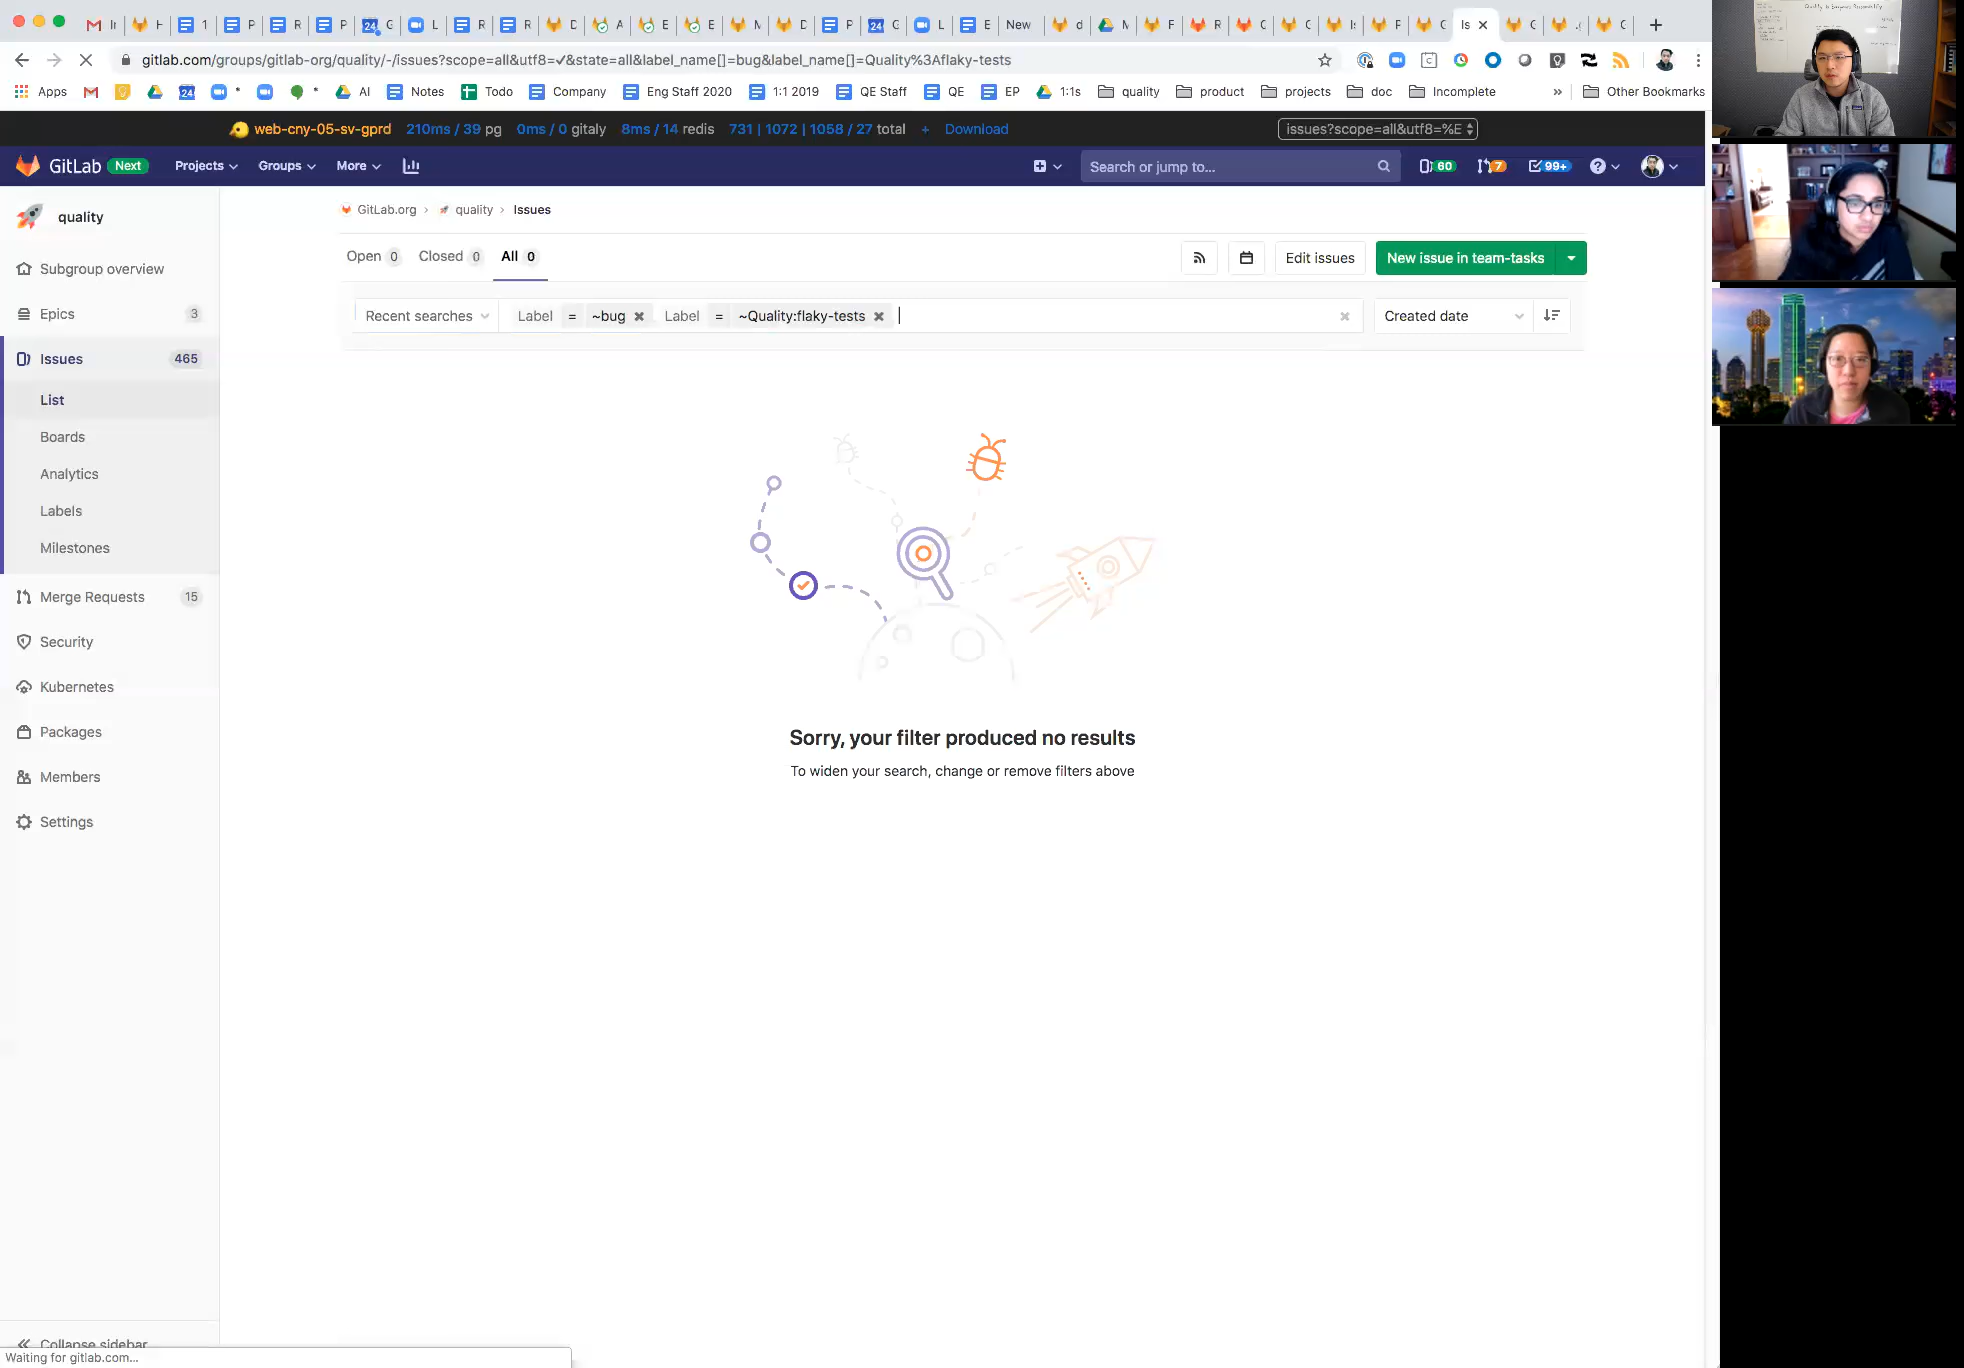 1 P R P 24 C L R R D A E E M D P 24 C L E New d M F R C C Is P C Is C C
gitlab.com/groups/gitlab-org/quality/-/issues?scope=all&utf8=✓&state=all&label_name[]=bug&label_name[]=Quality%3Aflaky-tests
Apps 24 * * AI Notes Todo Company Eng Staff 2020 1:1 2019 QE Staff QE EP 1:1s quality product projects doc Incomplete » Other Bookmarks
web-cny-05-sv-gprd 210ms / 39 pg 0ms / 0 gitaly 8ms / 14 redis 731 | 1072 | 1058 / 27 total + Download issues?scope=all&utf8=%E
GitLab Next Projects Groups More Search or jump to... 60 7 99+
quality
GitLab.org › quality › Issues
Open 0 Closed 0 All 0 Edit issues New issue in team-tasks
Recent searches Label = ~bug Label = ~Quality:flaky-tests Created date
Subgroup overview
Epics 3
Issues 465
List
Boards
Analytics
Labels
Milestones
Merge Requests 15
Security
Kubernetes
Packages
Members
Settings
Sorry, your filter produced no results
To widen your search, change or remove filters above
Collapse sidebar
Waiting for gitlab.com...